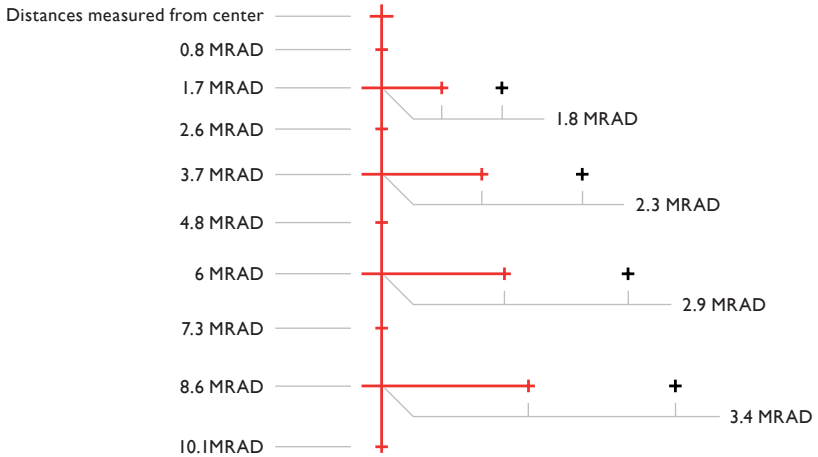 Distances measured from center
0.8 MRAD
1.7 MRAD
1.8 MRAD
2.6 MRAD
3.7 MRAD
2.3 MRAD
4.8 MRAD
6 MRAD
2.9 MRAD
7.3 MRAD
8.6 MRAD
3.4 MRAD
10.1MRAD